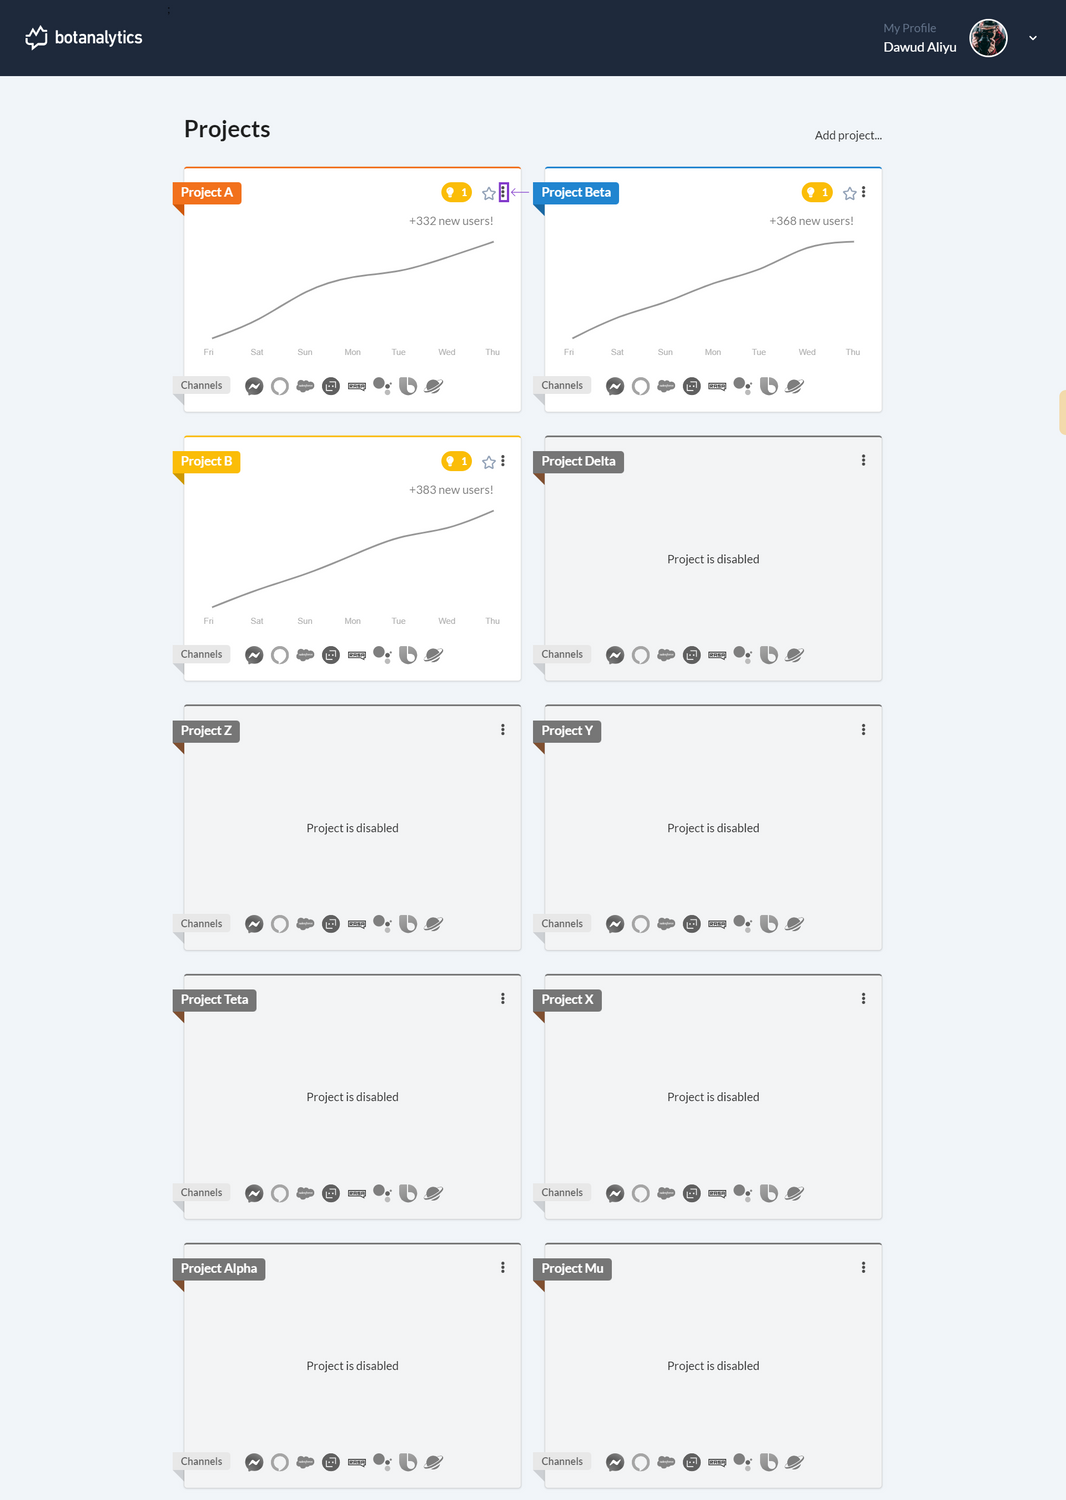 botanalytics
My Profile
Dawud Aliyu
Projects
Add project...
Project A
1
+332 new users!
Fri Sat Sun Mon Tue Wed Thu
Channels
Project Beta
1
+368 new users!
Fri Sat Sun Mon Tue Wed Thu
Channels
Project B
1
+383 new users!
Fri Sat Sun Mon Tue Wed Thu
Channels
Project Delta
Project is disabled
Channels
Project Z
Project is disabled
Channels
Project Y
Project is disabled
Channels
Project Teta
Project is disabled
Channels
Project X
Project is disabled
Channels
Project Alpha
Project is disabled
Channels
Project Mu
Project is disabled
Channels